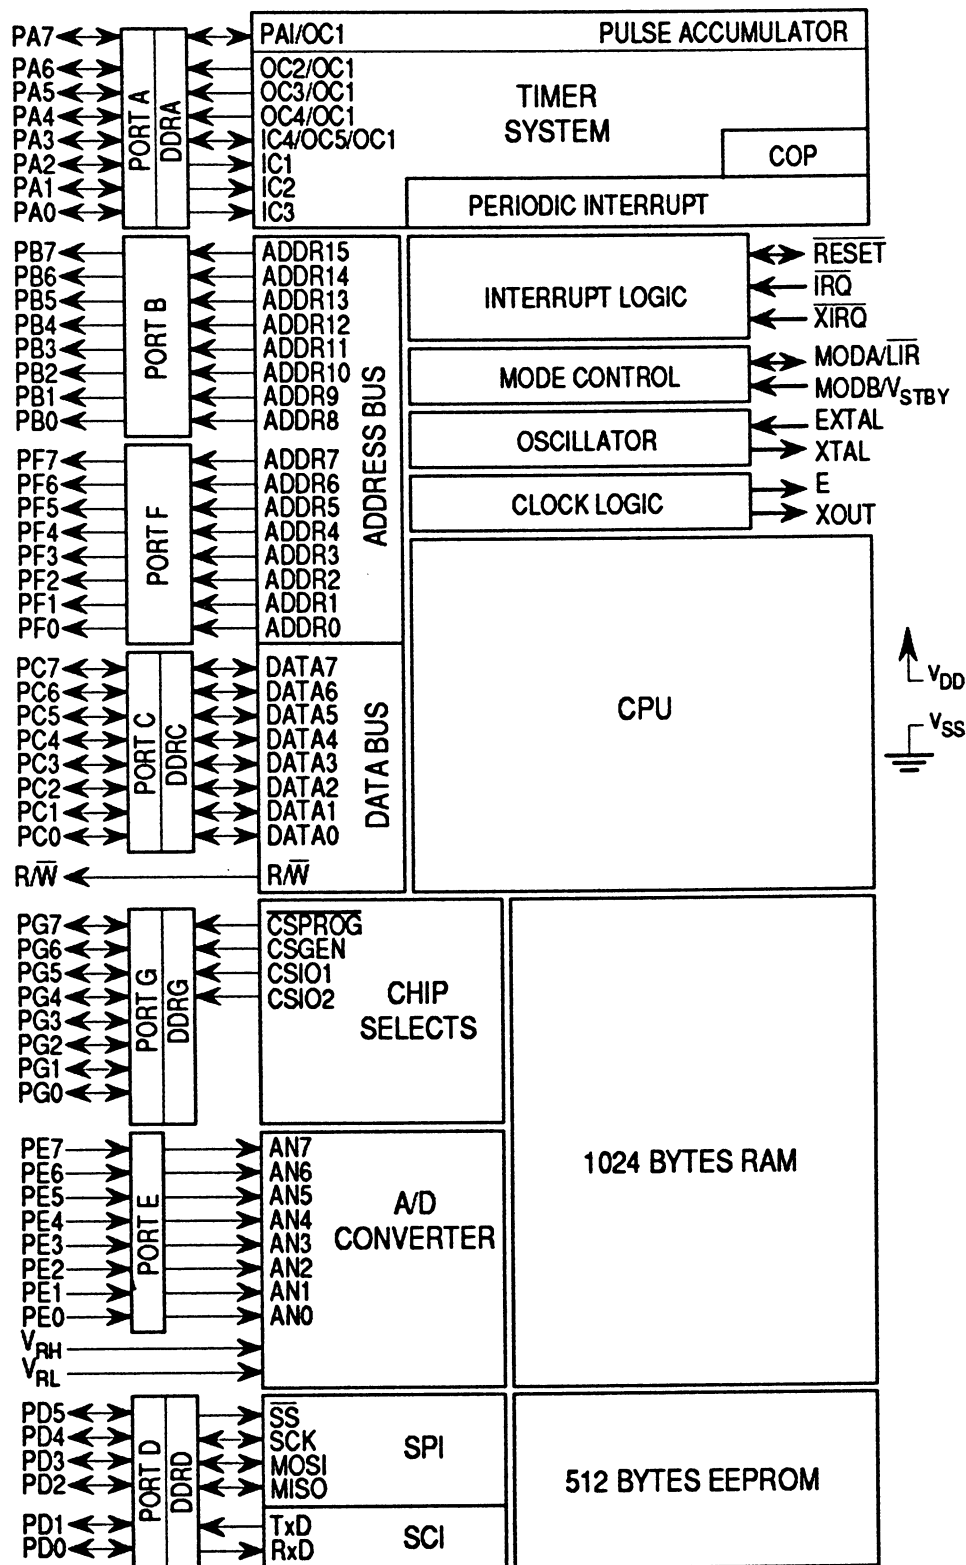 PA7 PAI/OC1 PULSE ACCUMULATOR
PA6 OC2/OC1
PA5 OC3/OC1
PA4 OC4/OC1
PA3 IC4/OC5/OC1
PA2 IC1
PA1 IC2
PA0 IC3
PORT A
DDRA
TIMER
SYSTEM
COP
PERIODIC INTERRUPT
PB7 ADDR15
PB6 ADDR14
PB5 ADDR13
PB4 ADDR12
PB3 ADDR11
PB2 ADDR10
PB1 ADDR9
PB0 ADDR8
PORT B
PF7 ADDR7
PF6 ADDR6
PF5 ADDR5
PF4 ADDR4
PF3 ADDR3
PF2 ADDR2
PF1 ADDR1
PF0 ADDR0
PORT F
ADDRESS BUS
INTERRUPT LOGIC
R̅E̅S̅E̅T̅
I̅R̅Q̅
X̅I̅R̅Q̅
MODE CONTROL
MODA/L̅I̅R̅
MODB/VSTBY
OSCILLATOR
EXTAL
XTAL
CLOCK LOGIC
E
XOUT
CPU
VDD
VSS
PC7 DATA7
PC6 DATA6
PC5 DATA5
PC4 DATA4
PC3 DATA3
PC2 DATA2
PC1 DATA1
PC0 DATA0
PORT C
DDRC
DATA BUS
R/W̅ R/W̅
PG7 C̅S̅P̅R̅O̅G̅
PG6 CSGEN
PG5 CSIO1
PG4 CSIO2
PG3
PG2
PG1
PG0
PORT G
DDRG
CHIP
SELECTS
1024 BYTES RAM
PE7 AN7
PE6 AN6
PE5 AN5
PE4 AN4
PE3 AN3
PE2 AN2
PE1 AN1
PE0 AN0
PORT E
A/D
CONVERTER
VRH
VRL
PD5 S̅S̅
PD4 SCK
PD3 MOSI
PD2 MISO
PD1 TxD
PD0 RxD
PORT D
DDRD
SPI
SCI
512 BYTES EEPROM